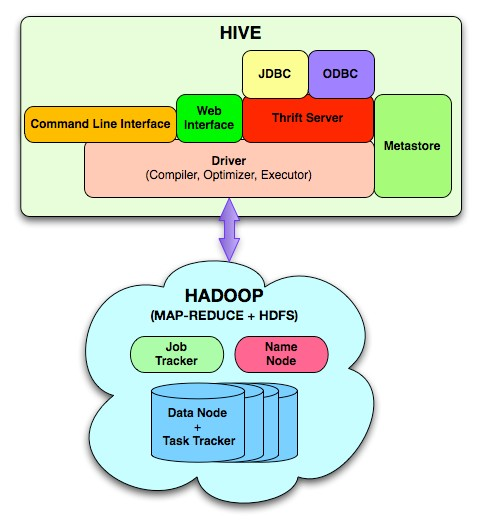 HIVE
JDBC
ODBC
Command Line Interface
Web
Interface
Thrift Server
Metastore
Driver
(Compiler, Optimizer, Executor)
HADOOP
(MAP-REDUCE + HDFS)
Job
Tracker
Name
Node
Data Node
+
Task Tracker